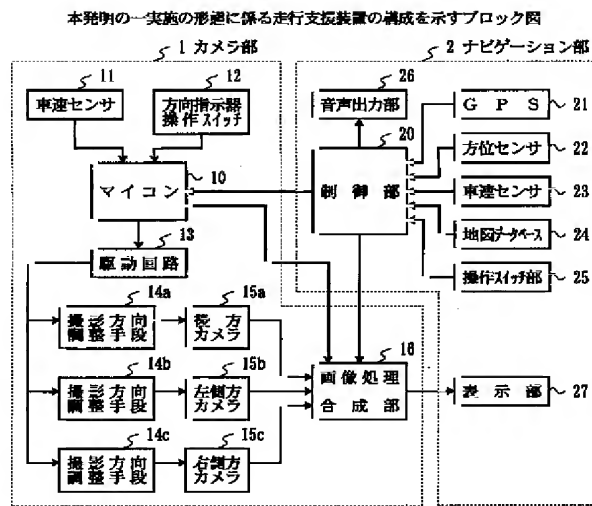 本発明の一実施の形態に係る走行支援装置の構成を示すブロック図
1 カメラ部
2 ナビゲーション部
11
車速センサ
12
方向指示器
操作スイッチ
26
音声出力部
GPS
21
20
制御部
方位センサ
22
10
マイコン
車速センサ
23
地図データベース
24
13
駆動回路
操作スイッチ部
25
14a
撮影方向
調整手段
15a
後方
カメラ
14b
撮影方向
調整手段
15b
左側方
カメラ
16
画像処理
合成部
表示部
27
14c
撮影方向
調整手段
15c
右側方
カメラ